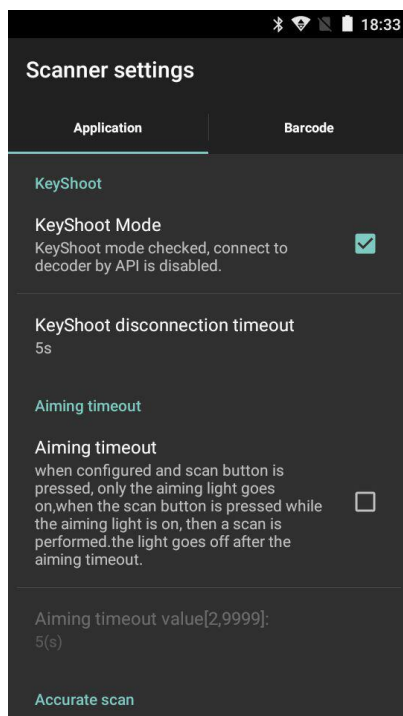 18:33
Scanner settings
Application
Barcode
KeyShoot
KeyShoot Mode
KeyShoot mode checked, connect to
decoder by API is disabled.
KeyShoot disconnection timeout
5s
Aiming timeout
Aiming timeout
when configured and scan button is
pressed, only the aiming light goes
on,when the scan button is pressed while
the aiming light is on, then a scan is
performed.the light goes off after the
aiming timeout.
Aiming timeout value[2,9999]:
5(s)
Accurate scan